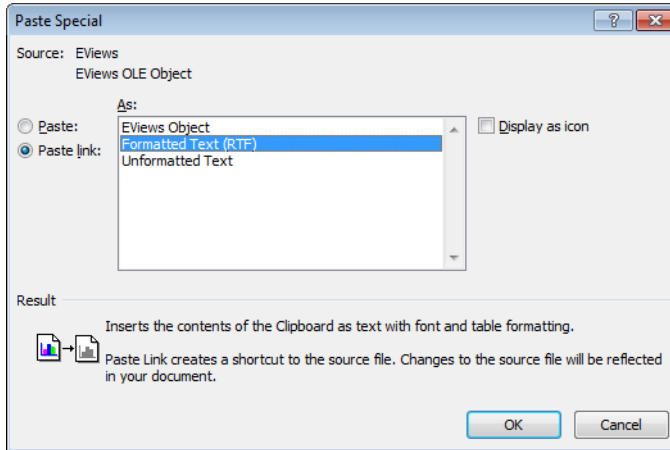 Paste Special
Source: EViews
EViews OLE Object
As:
Paste:
Paste link:
EViews Object
Formatted Text (RTF)
Unformatted Text
Display as icon
Result
Inserts the contents of the Clipboard as text with font and table formatting.
Paste Link creates a shortcut to the source file. Changes to the source file will be reflected
in your document.
OK
Cancel